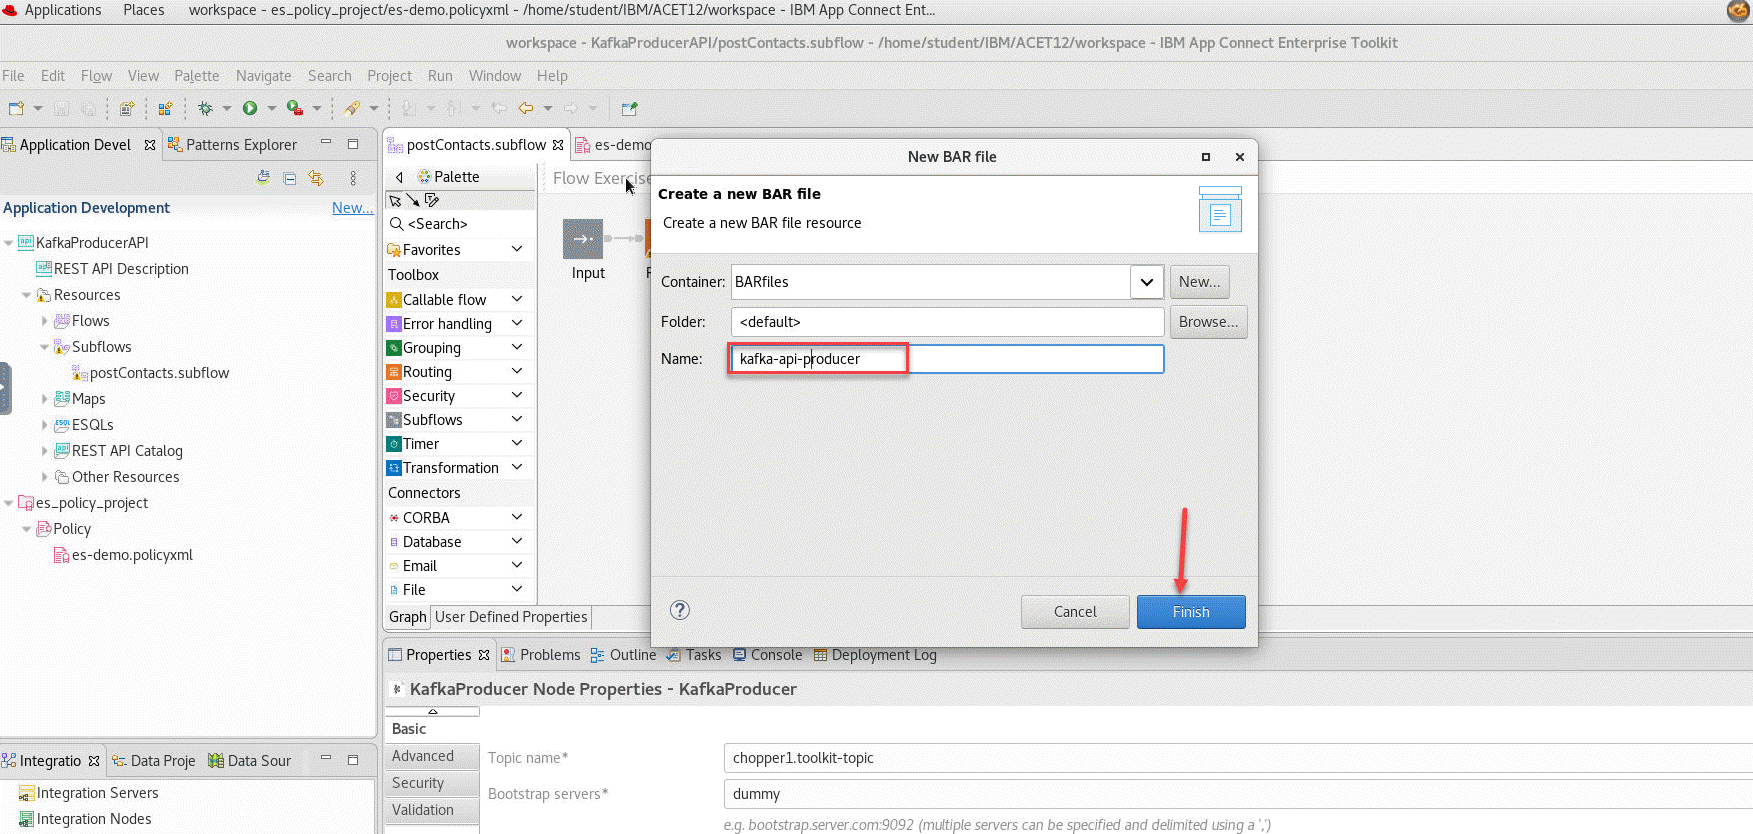 Applications Places workspace - es_policy_project/es-demo.policyxml - /home/student/IBM/ACET12/workspace - IBM App Connect Ent...
workspace - KafkaProducerAPI/postContacts.subflow - /home/student/IBM/ACET12/workspace - IBM App Connect Enterprise Toolkit
File Edit Flow View Palette Navigate Search Project Run Window Help
Application Devel Patterns Explorer
Application Development New...
KafkaProducerAPI
REST API Description
Resources
Flows
Subflows
postContacts.subflow
Maps
ESQLs
REST API Catalog
Other Resources
es_policy_project
Policy
es-demo.policyxml
Integratio Data Proje Data Sour
Integration Servers
Integration Nodes
postContacts.subflow es-demo
Palette
<Search>
Favorites
Toolbox
Callable flow
Error handling
Grouping
Routing
Security
Subflows
Timer
Transformation
Connectors
CORBA
Database
Email
File
Graph User Defined Properties
Flow Exercise
Input
New BAR file
Create a new BAR file
Create a new BAR file resource
Container: BARfiles New...
Folder: <default> Browse...
Name: kafka-api-producer
Cancel Finish
Properties Problems Outline Tasks Console Deployment Log
KafkaProducer Node Properties - KafkaProducer
Basic
Advanced
Security
Validation
Topic name* chopper1.toolkit-topic
Bootstrap servers* dummy
e.g. bootstrap.server.com:9092 (multiple servers can be specified and delimited using a ',')